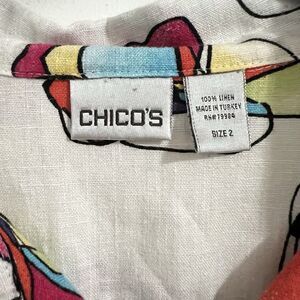 CHICO'S
100% LINEN
MADE IN TURKEY
RN#79984
SIZE 2